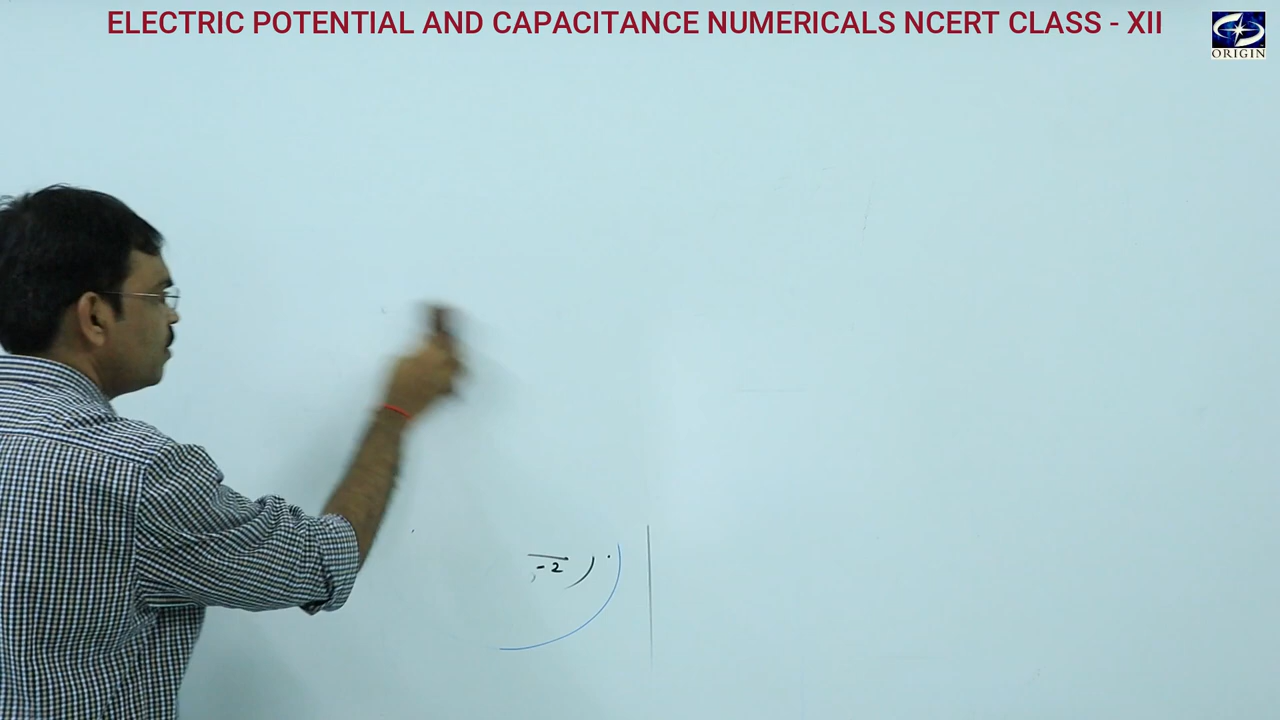 ELECTRIC POTENTIAL AND CAPACITANCE NUMERICALS NCERT CLASS - XII
ORIGIN
-2 ) .